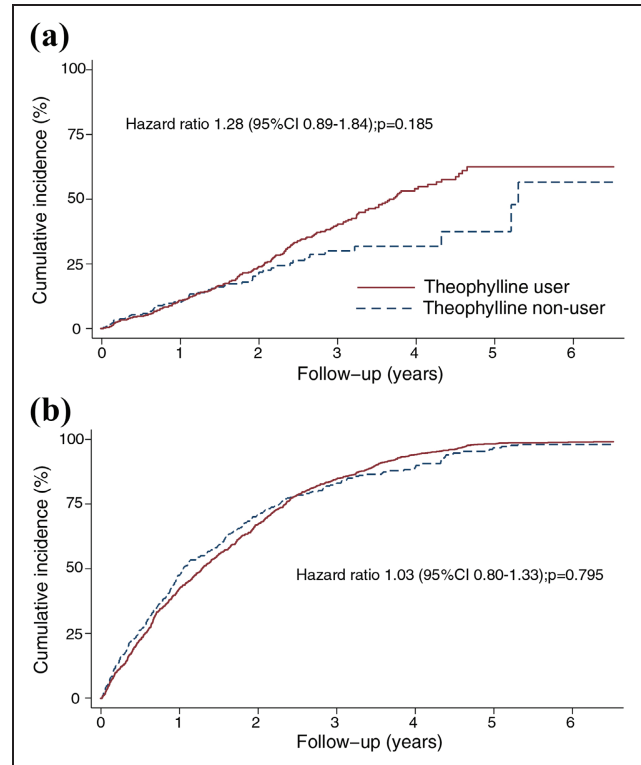 (a)
100
75
50
25
0
Cumulative incidence (%)
Hazard ratio 1.28 (95%CI 0.89-1.84);p=0.185
Theophylline user
Theophylline non-user
0 1 2 3 4 5 6
Follow-up (years)
(b)
100
75
50
25
0
Cumulative incidence (%)
Hazard ratio 1.03 (95%CI 0.80-1.33);p=0.795
0 1 2 3 4 5 6
Follow-up (years)